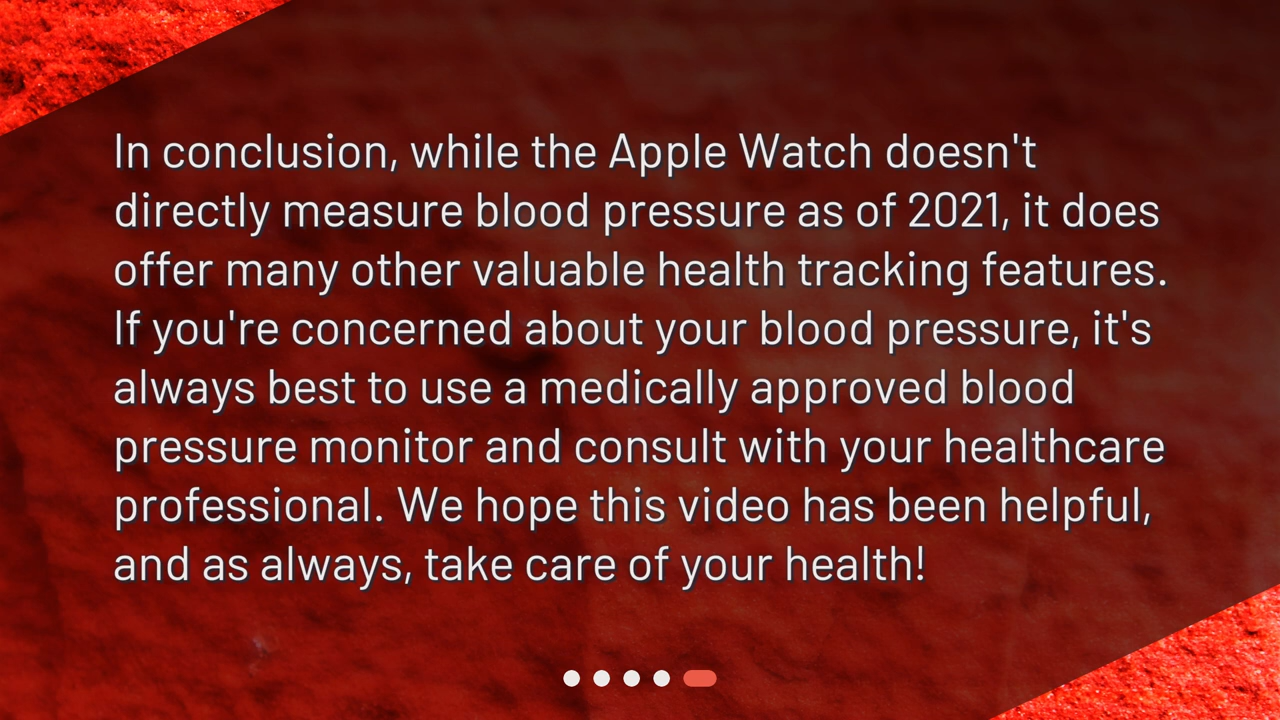 In conclusion, while the Apple Watch doesn't
directly measure blood pressure as of 2021, it does
offer many other valuable health tracking features.
If you're concerned about your blood pressure, it's
always best to use a medically approved blood
pressure monitor and consult with your healthcare
professional. We hope this video has been helpful,
and as always, take care of your health!